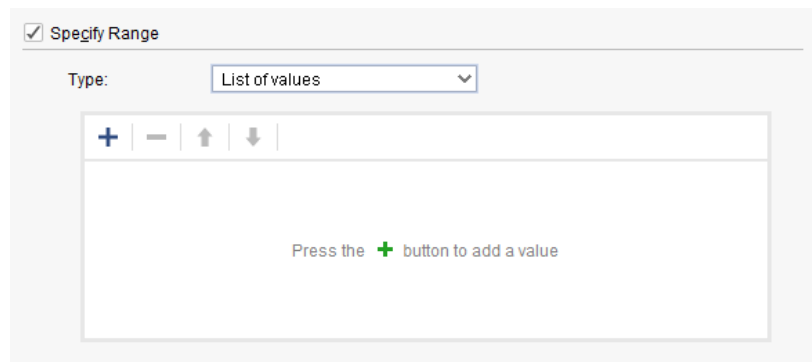 Specify Range
Type: List of values
Press the + button to add a value